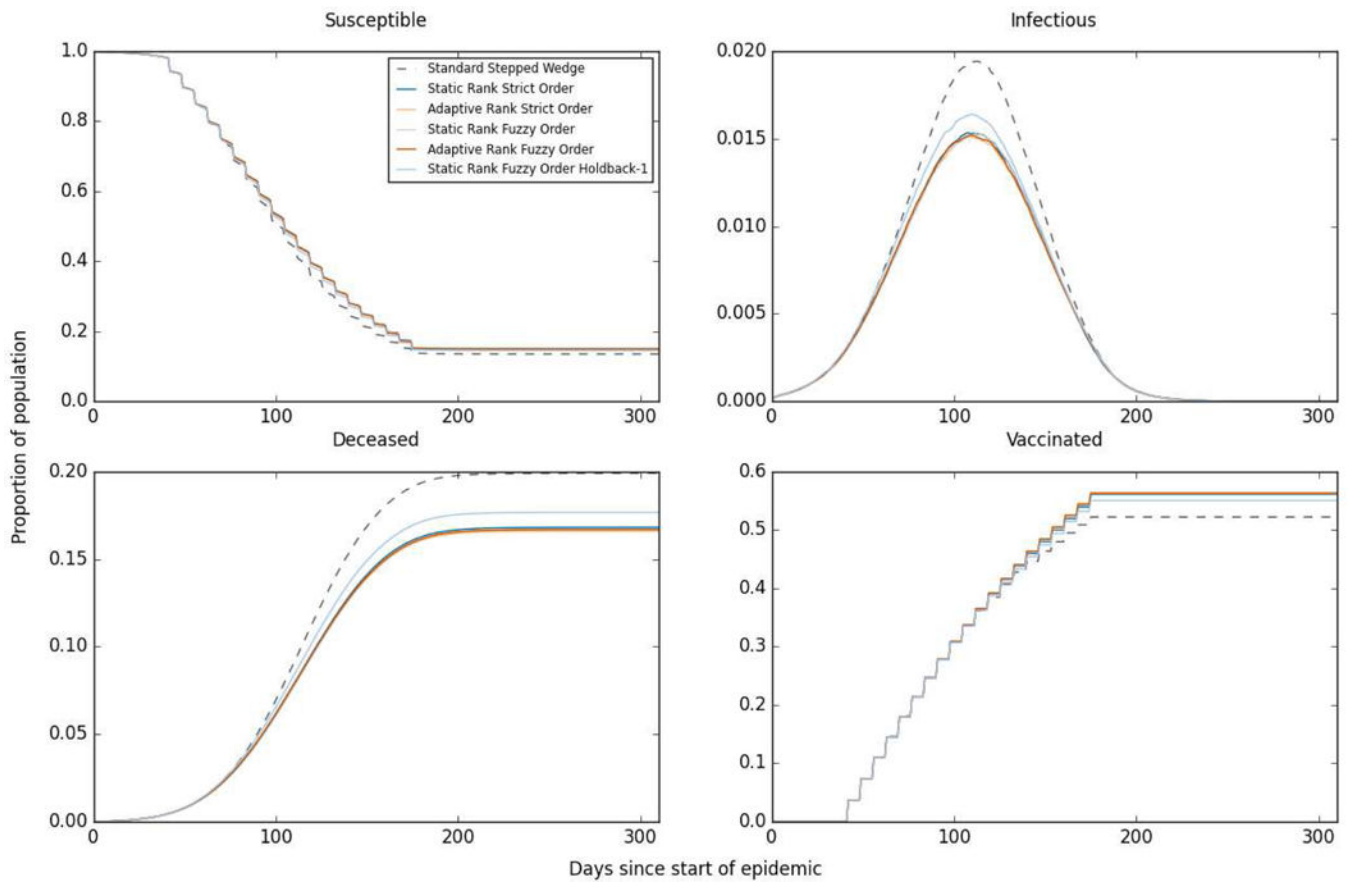 Susceptible
Infectious
1.0
0.8
0.6
0.4
0.2
0.0
0 100 200 300
Standard Stepped Wedge
Static Rank Strict Order
Adaptive Rank Strict Order
Static Rank Fuzzy Order
Adaptive Rank Fuzzy Order
Static Rank Fuzzy Order Holdback-1
0.020
0.015
0.010
0.005
0.000
0 100 200 300
Proportion of population
Deceased
Vaccinated
0.20
0.15
0.10
0.05
0.00
0 100 200 300
0.6
0.5
0.4
0.3
0.2
0.1
0.0
0 100 200 300
Days since start of epidemic